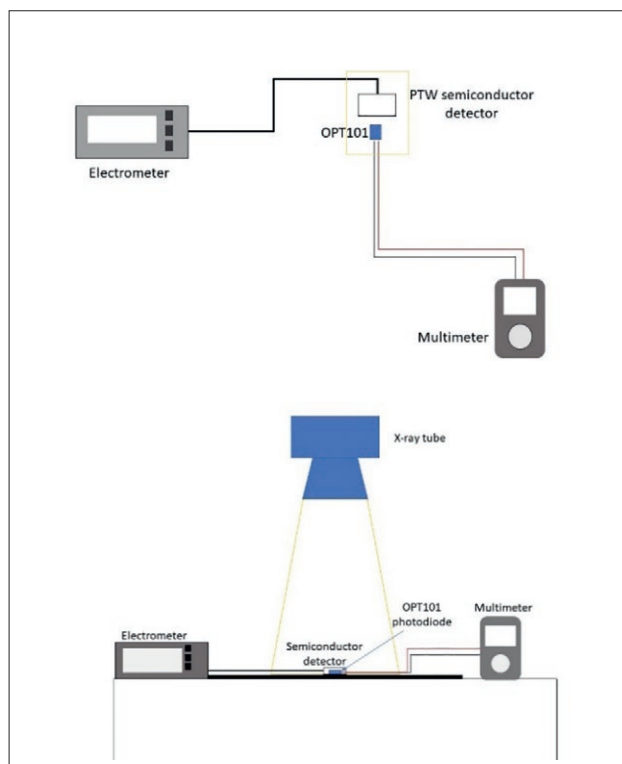 PTW semiconductor
detector
OPT101
Electrometer
Multimeter
X-ray tube
OPT101
photodiode
Multimeter
Electrometer
Semiconductor
detector